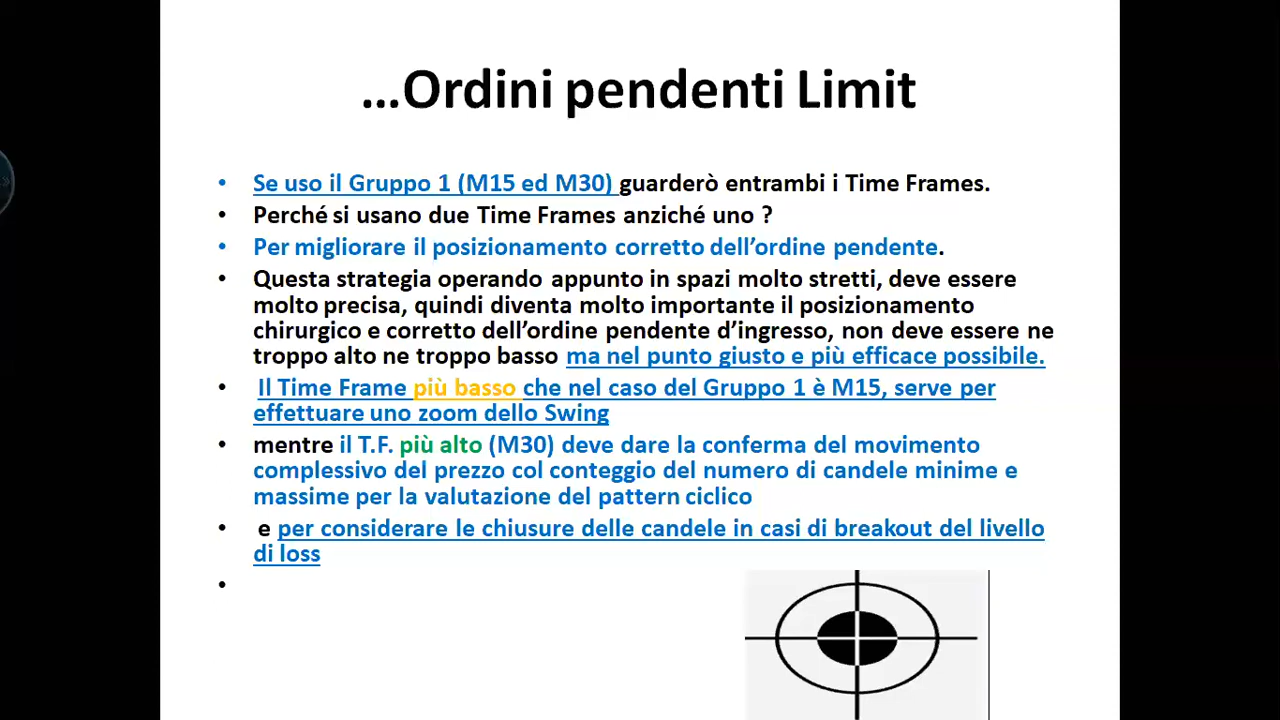 ...Ordini pendenti Limit
• Se uso il Gruppo 1 (M15 ed M30) guarderò entrambi i Time Frames.
• Perché si usano due Time Frames anziché uno ?
• Per migliorare il posizionamento corretto dell'ordine pendente.
• Questa strategia operando appunto in spazi molto stretti, deve essere
molto precisa, quindi diventa molto importante il posizionamento
chirurgico e corretto dell'ordine pendente d'ingresso, non deve essere ne
troppo alto ne troppo basso ma nel punto giusto e più efficace possibile.
• Il Time Frame più basso che nel caso del Gruppo 1 è M15, serve per
effettuare uno zoom dello Swing
• mentre il T.F. più alto (M30) deve dare la conferma del movimento
complessivo del prezzo col conteggio del numero di candele minime e
massime per la valutazione del pattern ciclico
• e per considerare le chiusure delle candele in casi di breakout del livello
di loss
•